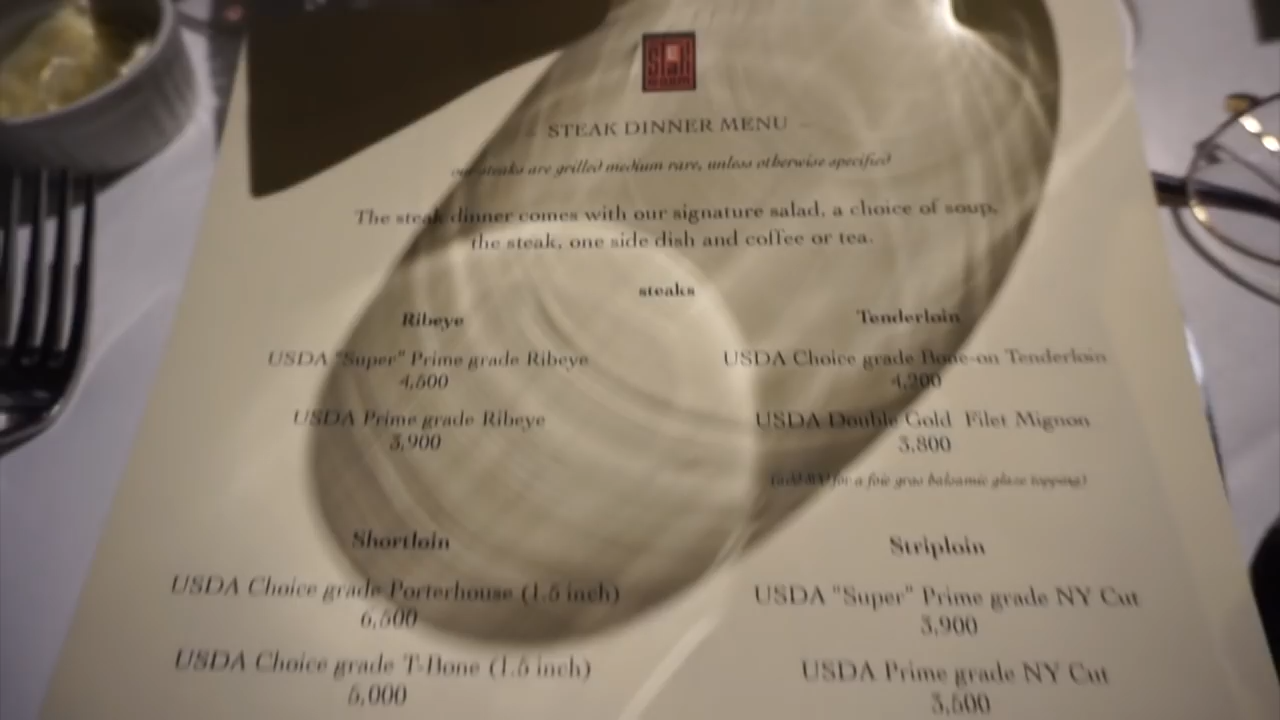 STEAK DINNER MENU
our steaks are grilled medium rare, unless otherwise specified
The steak dinner comes with our signature salad, a choice of soup,
the steak, one side dish and coffee or tea.
steaks
Ribeye
USDA "Super" Prime grade Ribeye
4,500
USDA Prime grade Ribeye
3,900
Tenderloin
USDA Choice grade Bone-on Tenderloin
4,200
USDA Double Gold Filet Mignon
3,800
for a foie gras balsamic glaze topping)
Shortloin
USDA Choice grade Porterhouse (1.5 inch)
6,500
USDA Choice grade T-Bone (1.5 inch)
5,000
Striploin
USDA "Super" Prime grade NY Cut
3,900
USDA Prime grade NY Cut
3,500